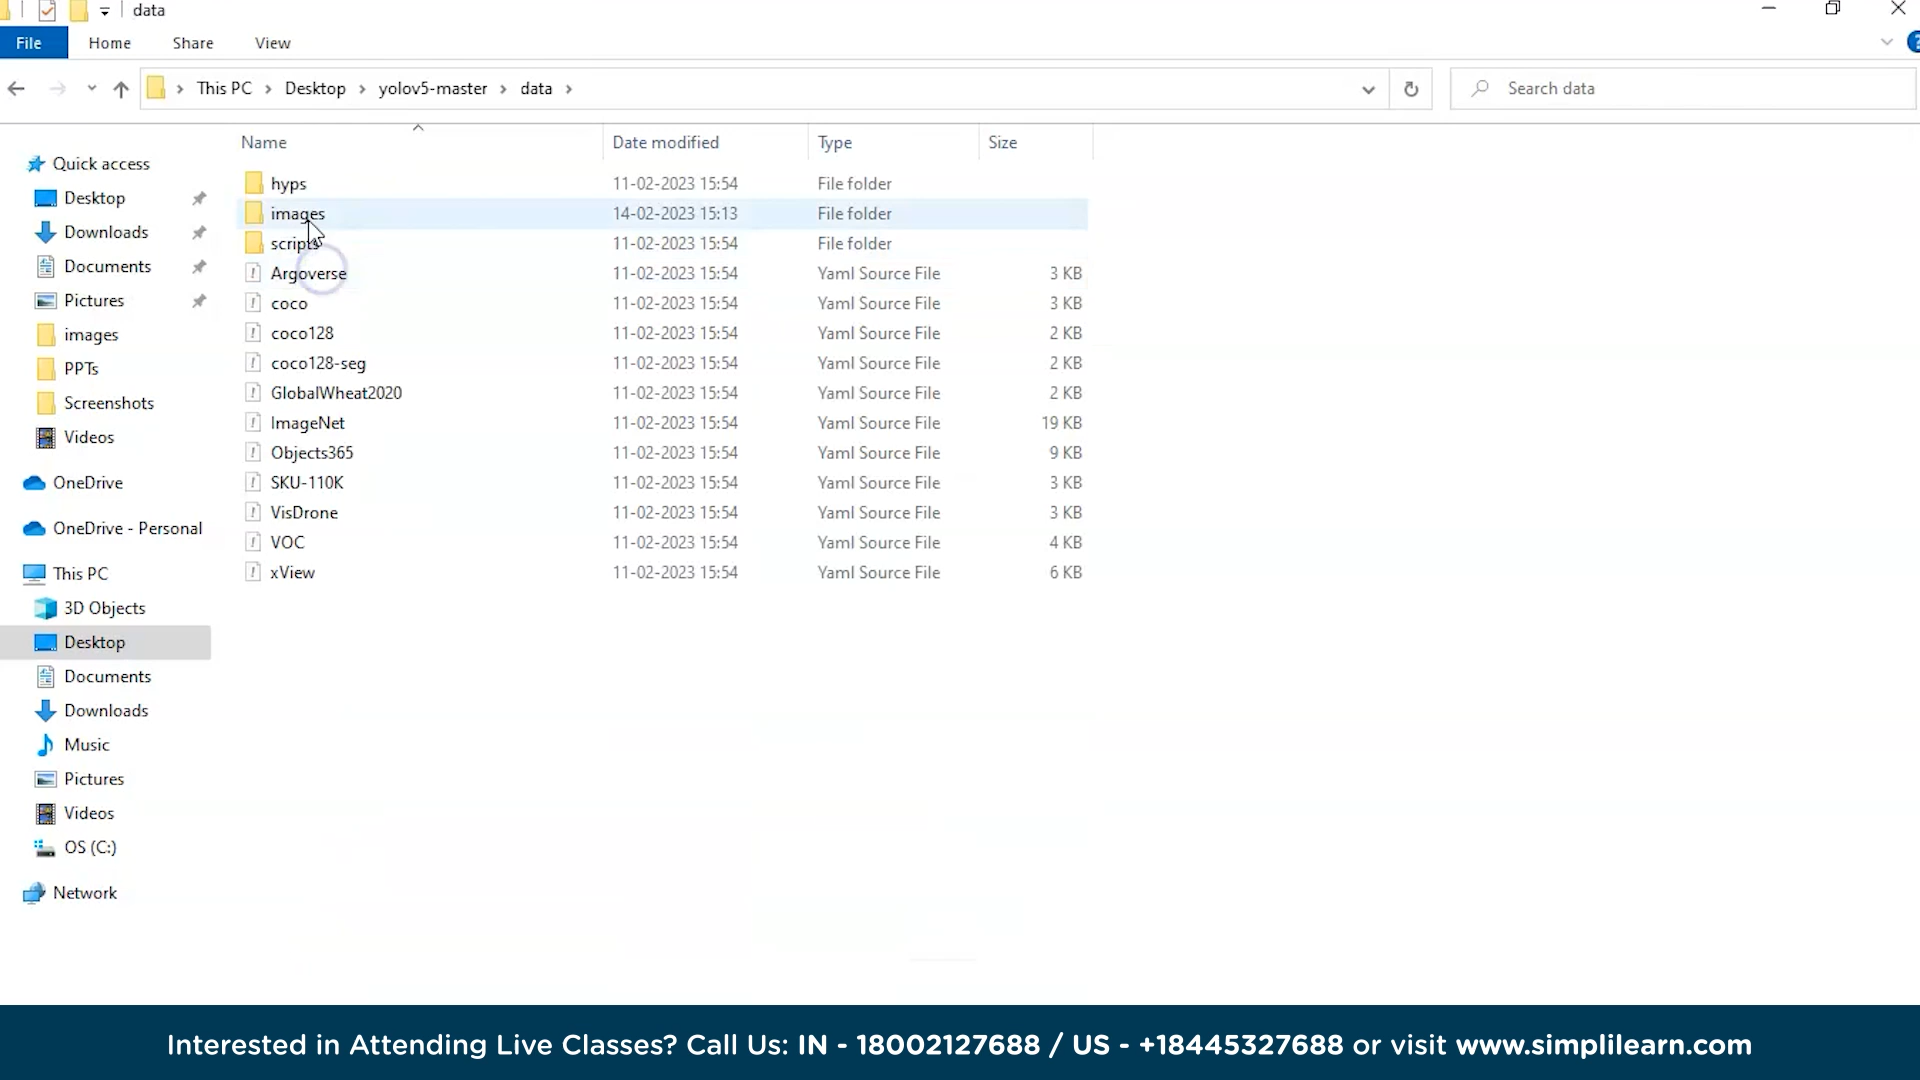 data
File Home Share View
This PC > Desktop > yolov5-master > data >
Search data
Name Date modified Type Size
Quick access
Desktop
Downloads
Documents
Pictures
images
PPTs
Screenshots
Videos
OneDrive
OneDrive - Personal
This PC
3D Objects
Desktop
Documents
Downloads
Music
Pictures
Videos
OS (C:)
Network
hyps 11-02-2023 15:54 File folder
images 14-02-2023 15:13 File folder
scripts 11-02-2023 15:54 File folder
Argoverse 11-02-2023 15:54 Yaml Source File 3 KB
coco 11-02-2023 15:54 Yaml Source File 3 KB
coco128 11-02-2023 15:54 Yaml Source File 2 KB
coco128-seg 11-02-2023 15:54 Yaml Source File 2 KB
GlobalWheat2020 11-02-2023 15:54 Yaml Source File 2 KB
ImageNet 11-02-2023 15:54 Yaml Source File 19 KB
Objects365 11-02-2023 15:54 Yaml Source File 9 KB
SKU-110K 11-02-2023 15:54 Yaml Source File 3 KB
VisDrone 11-02-2023 15:54 Yaml Source File 3 KB
VOC 11-02-2023 15:54 Yaml Source File 4 KB
xView 11-02-2023 15:54 Yaml Source File 6 KB
Interested in Attending Live Classes? Call Us: IN - 18002127688 / US - +18445327688 or visit www.simplilearn.com